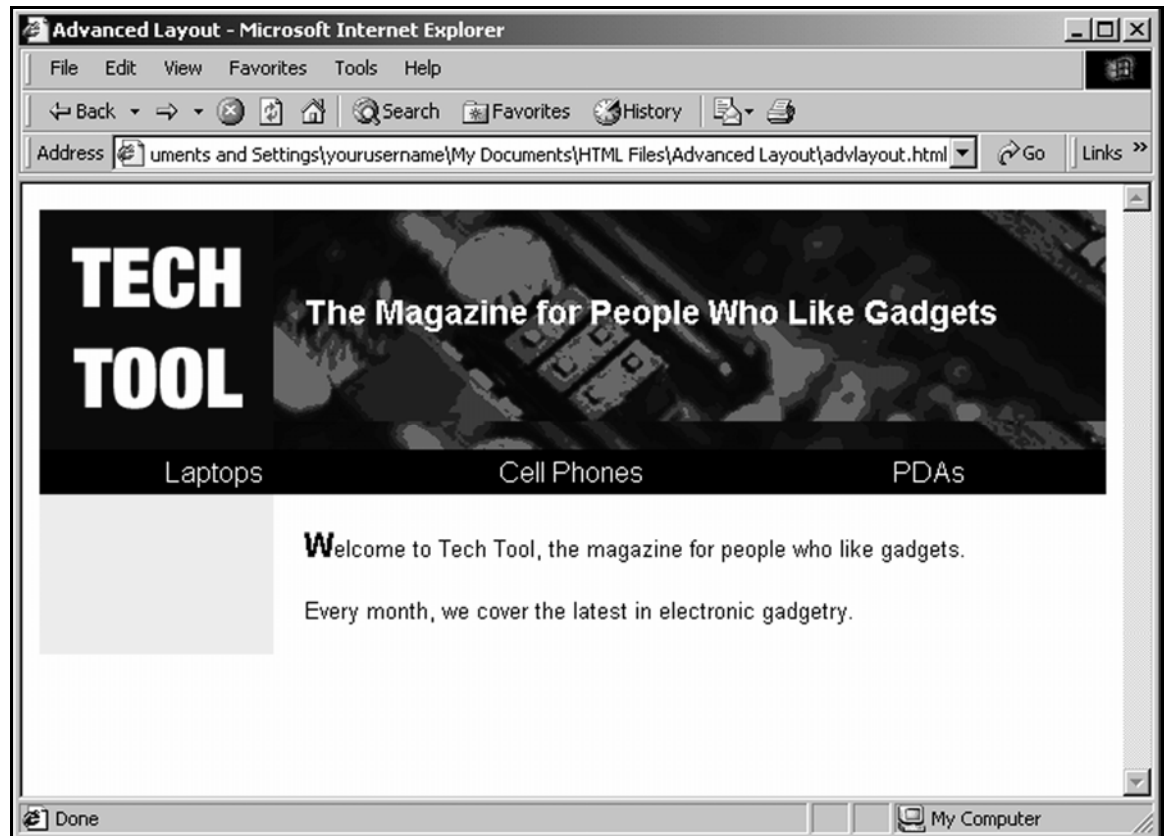 Advanced Layout - Microsoft Internet Explorer
File Edit View Favorites Tools Help
Back Search Favorites History
Address uments and Settings\yourusername\My Documents\HTML Files\Advanced Layout\advlayout.html Go Links »
TECH
TOOL
The Magazine for People Who Like Gadgets
Laptops Cell Phones PDAs
Welcome to Tech Tool, the magazine for people who like gadgets.
Every month, we cover the latest in electronic gadgetry.
Done My Computer